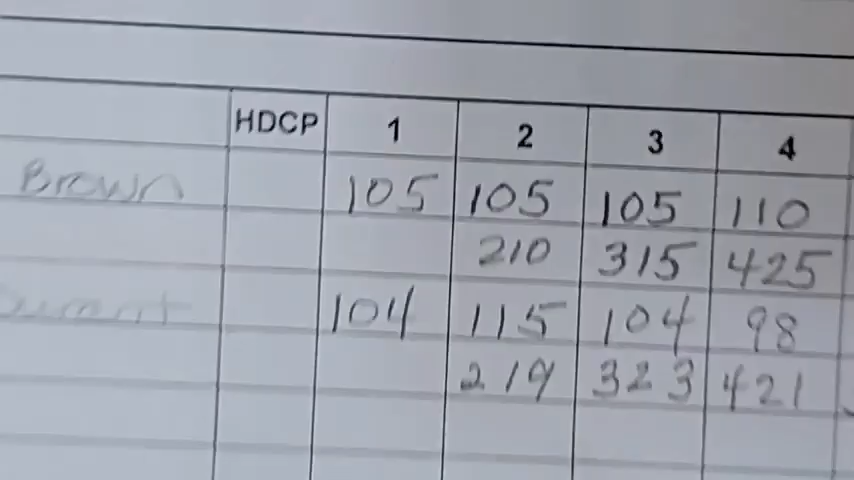 HDCP 1 2 3 4
Brown 105 105 105 110
210 315 425
104 115 104 98
219 323 421